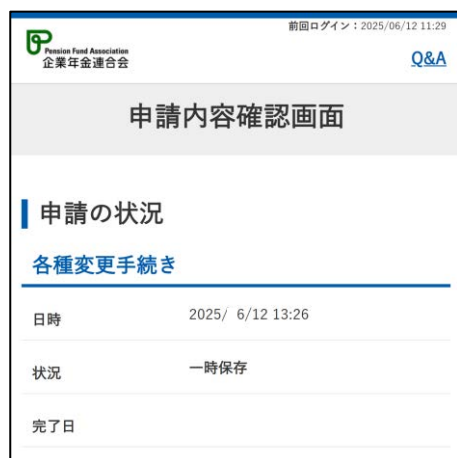 前回ログイン：2025/06/12 11:29
Pension Fund Association
企業年金連合会
Q&A
申請内容確認画面
申請の状況
各種変更手続き
日時 2025/ 6/12 13:26
状況 一時保存
完了日